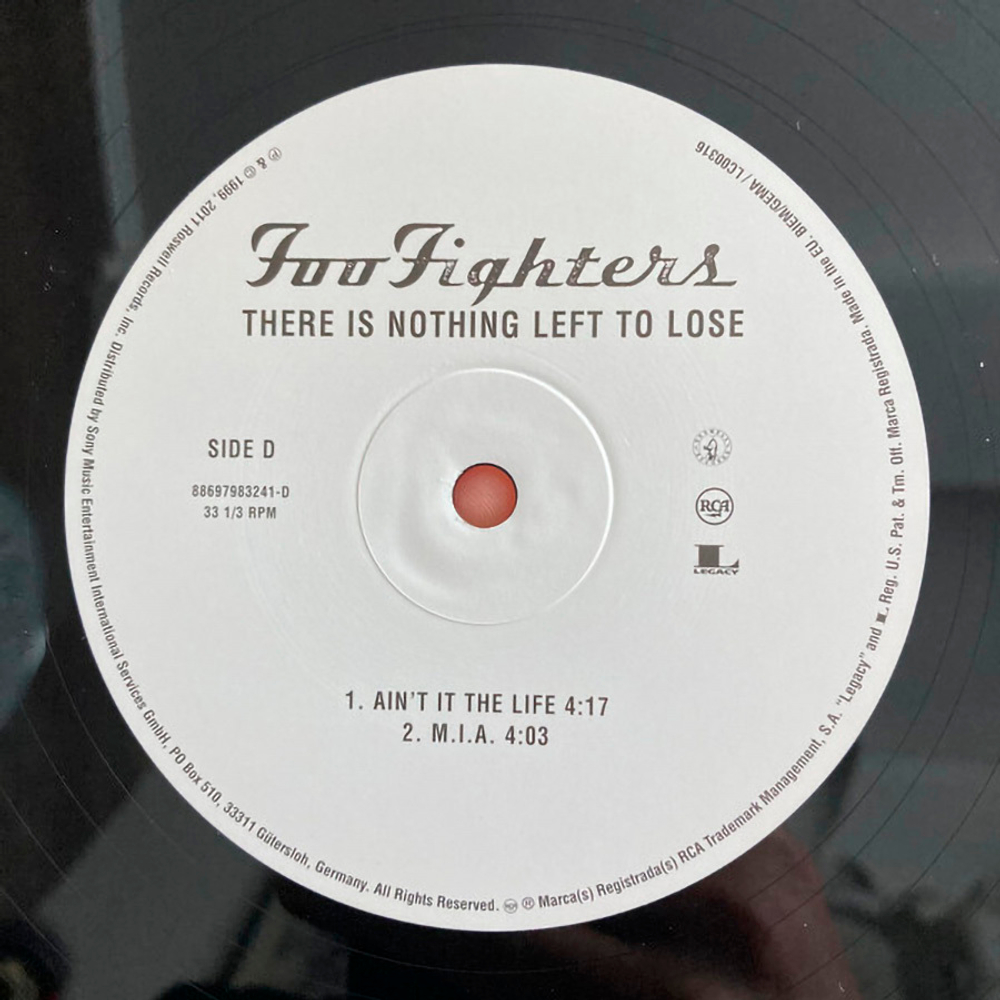 Foo Fighters
THERE IS NOTHING LEFT TO LOSE
SIDE D
88697983241-D
33 1/3 RPM
RCA
L
LEGACY
1. AIN'T IT THE LIFE 4:17
2. M.I.A. 4:03
℗ & © 1999, 2011 Roswell Records, Inc. Distributed by Sony Music Entertainment International Services GmbH, PO Box 510, 33311 Gütersloh, Germany. All Rights Reserved. RCA ® Marca(s) Registrada(s) RCA Trademark Management, S.A. "Legacy" and L Reg. U.S. Pat. & Tm. Off. Marca Registrada. Made in the EU. BIEM/GEMA / LC00316